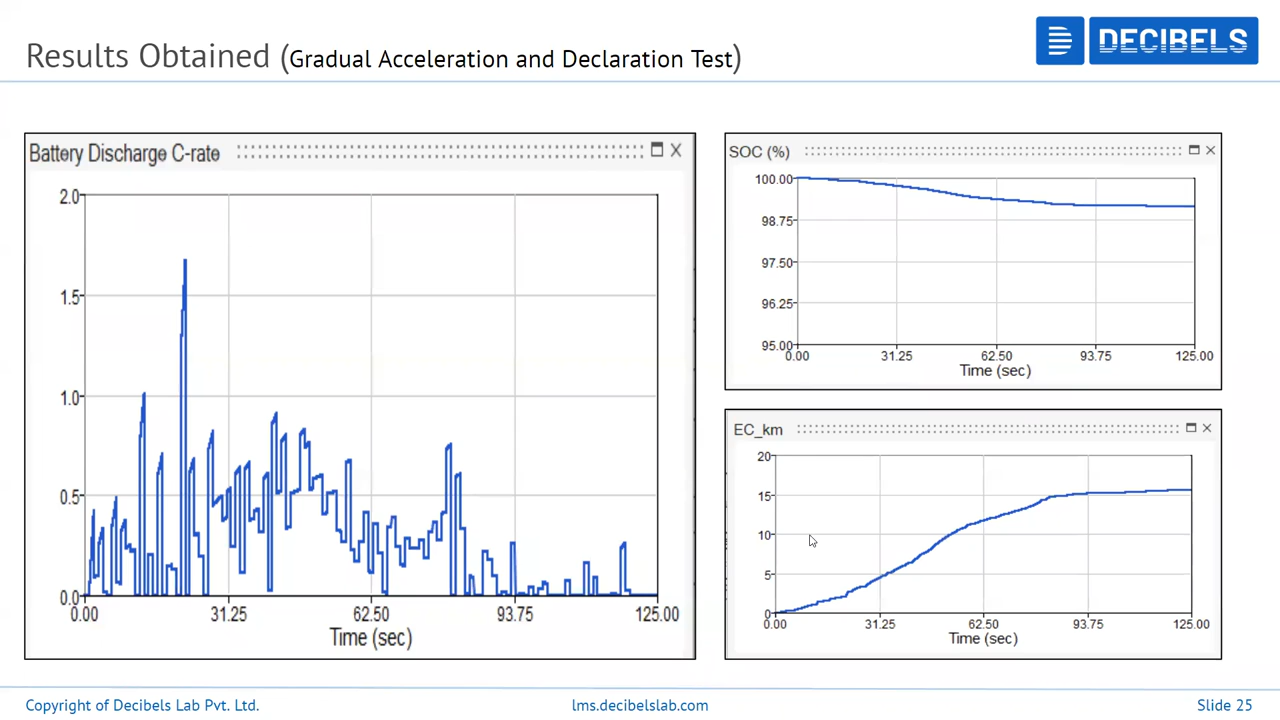 Results Obtained (Gradual Acceleration and Declaration Test)
DECIBELS
Battery Discharge C-rate
2.0
1.5
1.0
0.5
0.0
0.00 31.25 62.50 93.75 125.00
Time (sec)
SOC (%)
100.00
98.75
97.50
96.25
95.00
0.00 31.25 62.50 93.75 125.00
Time (sec)
EC_km
20
15
10
5
0
0.00 31.25 62.50 93.75 125.00
Time (sec)
Copyright of Decibels Lab Pvt. Ltd.
lms.decibelslab.com
Slide 25